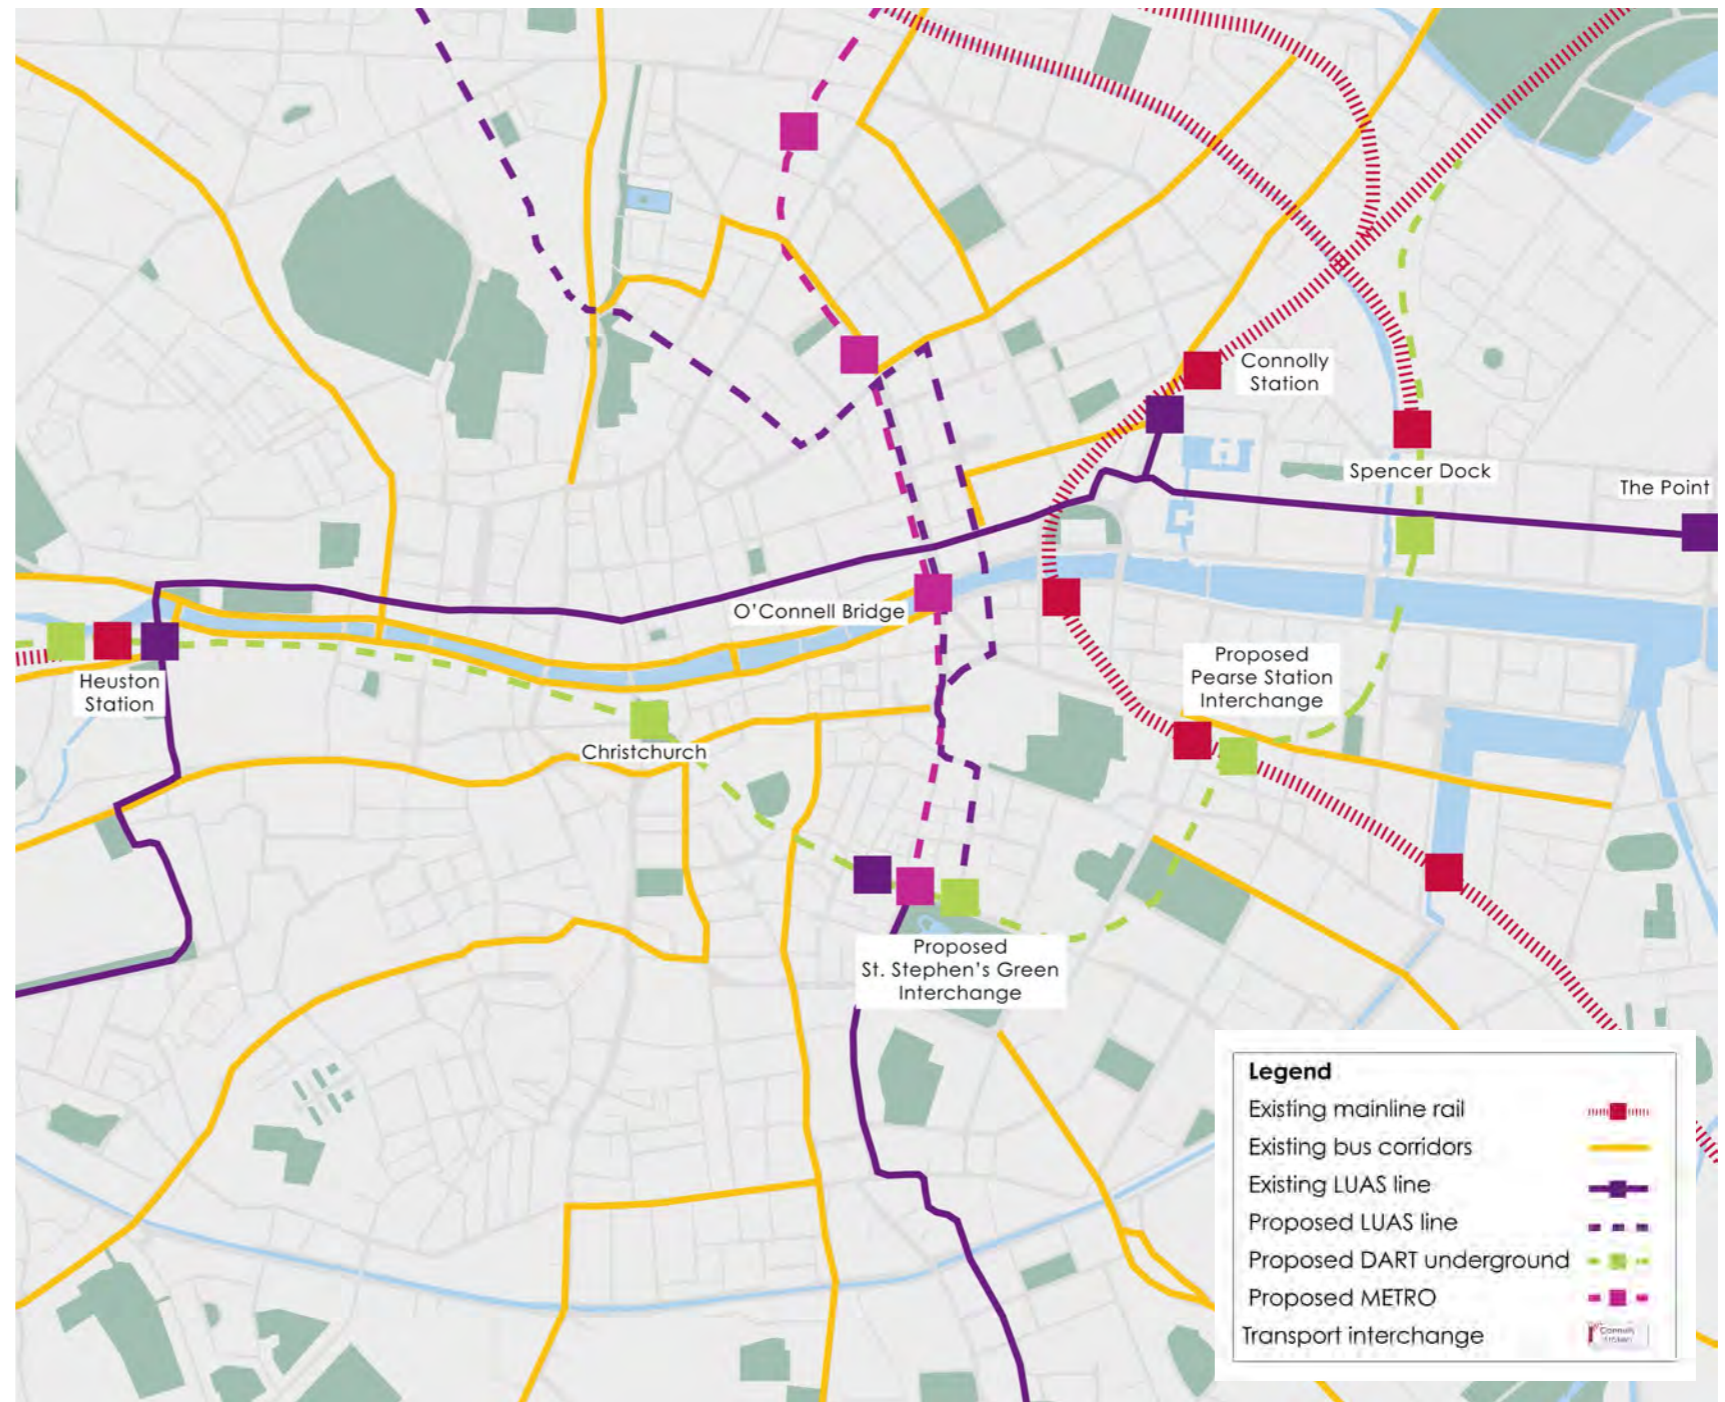 Connolly
Station
Spencer Dock
The Point
O'Connell Bridge
Proposed
Pearse Station
Interchange
Heuston
Station
Christchurch
Proposed
St. Stephen's Green
Interchange
Legend
Existing mainline rail
Existing bus corridors
Existing LUAS line
Proposed LUAS line
Proposed DART underground
Proposed METRO
Transport interchange
Connolly
Station